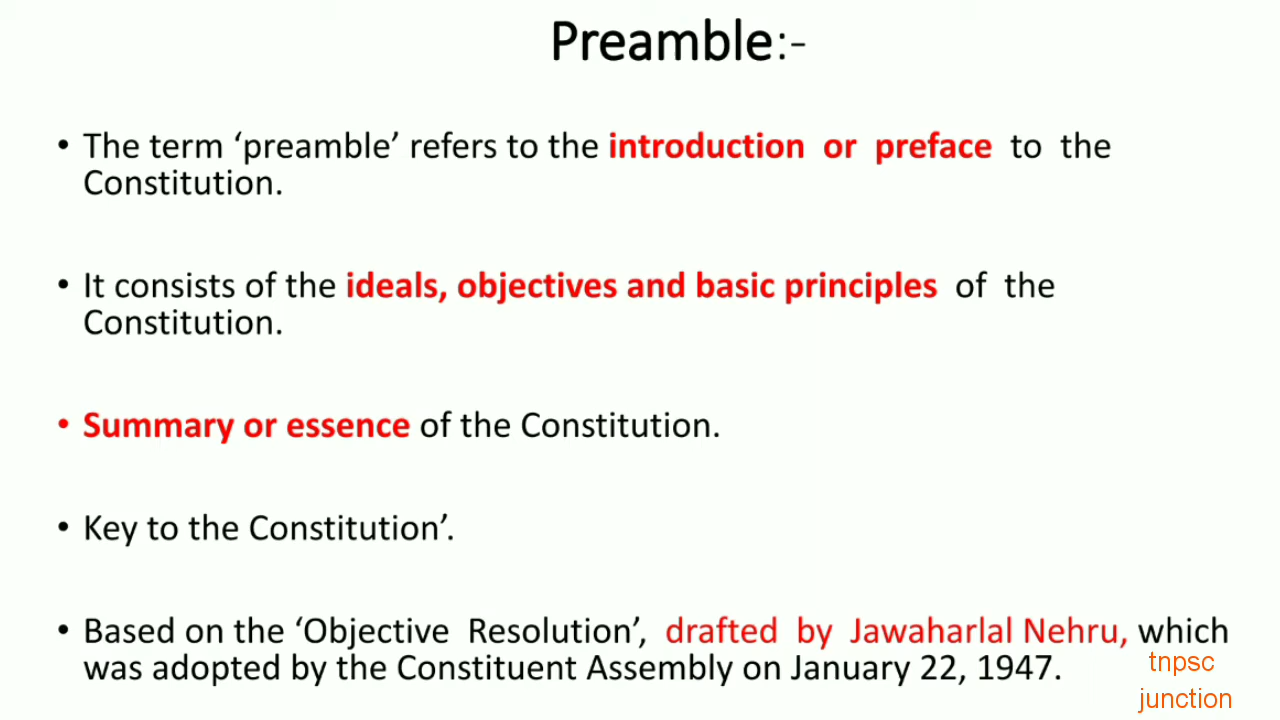 Preamble:-
• The term ‘preamble’ refers to the introduction or preface to the
Constitution.
• It consists of the ideals, objectives and basic principles of the
Constitution.
• Summary or essence of the Constitution.
• Key to the Constitution’.
• Based on the ‘Objective Resolution’, drafted by Jawaharlal Nehru, which
was adopted by the Constituent Assembly on January 22, 1947.
tnpsc
junction